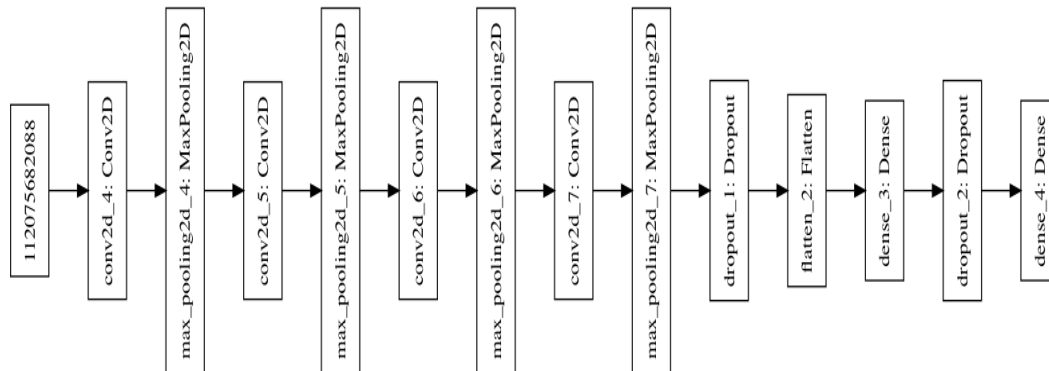 112075682088
conv2d_4: Conv2D
max_pooling2d_4: MaxPooling2D
conv2d_5: Conv2D
max_pooling2d_5: MaxPooling2D
conv2d_6: Conv2D
max_pooling2d_6: MaxPooling2D
conv2d_7: Conv2D
max_pooling2d_7: MaxPooling2D
dropout_1: Dropout
flatten_2: Flatten
dense_3: Dense
dropout_2: Dropout
dense_4: Dense